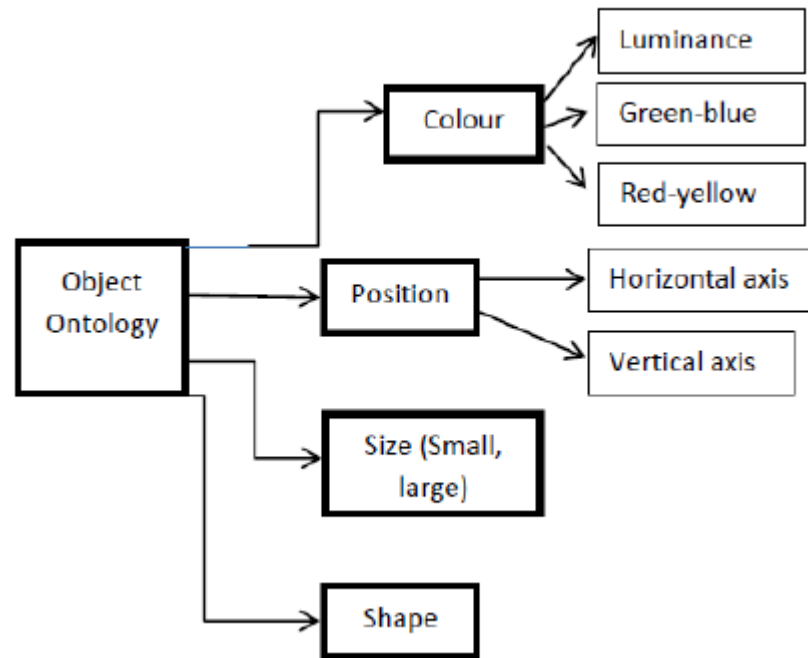 Luminance
Colour
Green-blue
Red-yellow
Object
Ontology
Position
Horizontal axis
Vertical axis
Size (Small,
large)
Shape